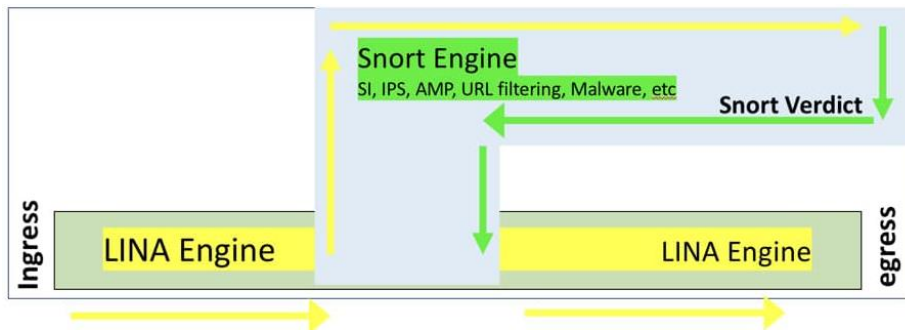 Snort Engine
SI, IPS, AMP, URL filtering, Malware, etc
Snort Verdict
Ingress
LINA Engine
LINA Engine
egress